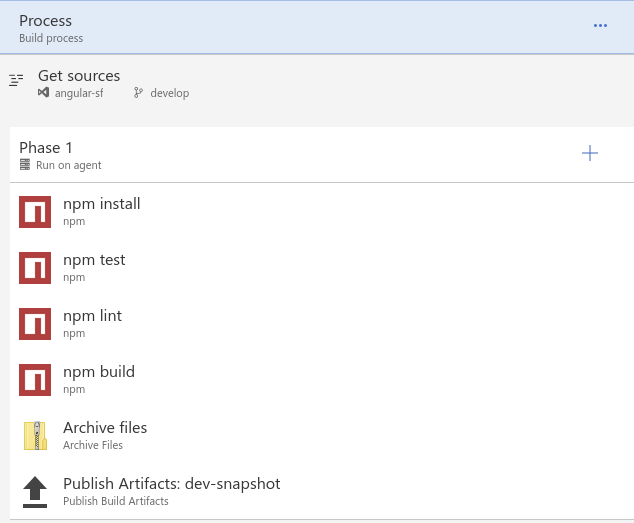 Process
Build process
Get sources
angular-sf develop
Phase 1
Run on agent
npm install
npm
npm test
npm
npm lint
npm
npm build
npm
Archive files
Archive Files
Publish Artifacts: dev-snapshot
Publish Build Artifacts